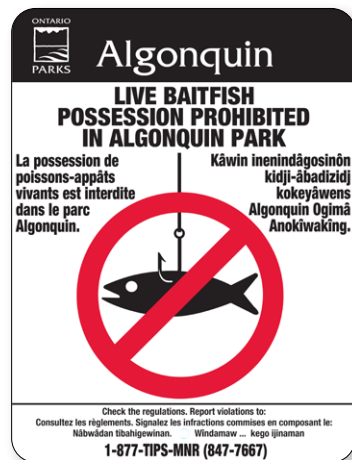 ONTARIO
PARKS
Algonquin
LIVE BAITFISH
POSSESSION PROHIBITED
IN ALGONQUIN PARK
La possession de
poissons-appâts
vivants est interdite
dans le parc
Algonquin.
Kâwin inenindâgosinôn
kidji-âbadizidj
kokeyâwens
Algonquin Ogimâ
Anokîwakîng.
Check the regulations. Report violations to:
Consultez les règlements. Signalez les infractions commises en composant le:
Nâbwâdan tibahigewinan. Windamaw ... kego ijinaman
1-877-TIPS-MNR (847-7667)